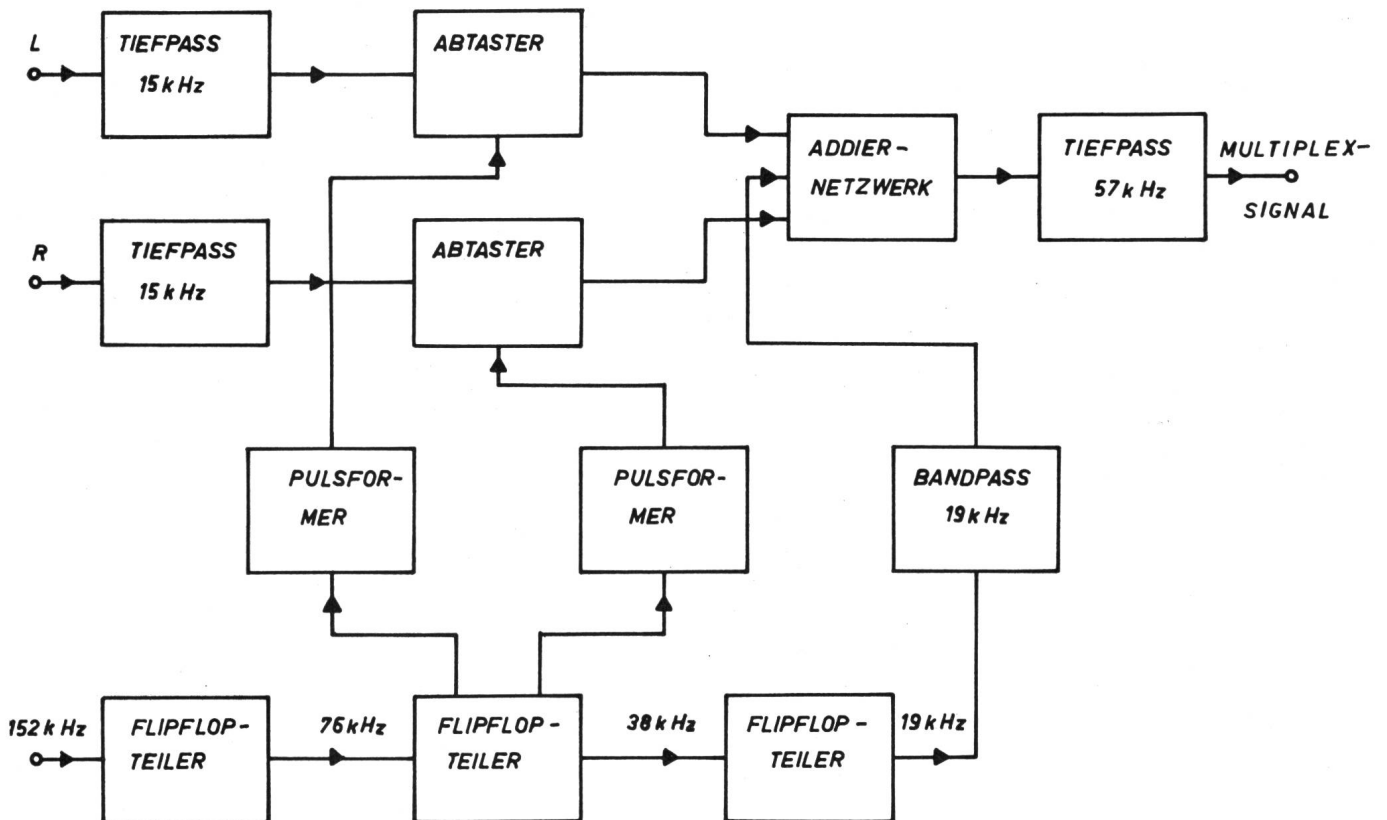 L
TIEFPASS
15 kHz
ABTASTER
ADDIER-
NETZWERK
TIEFPASS
57 kHz
MULTIPLEX-
SIGNAL
R
TIEFPASS
15 kHz
ABTASTER
PULSFOR-
MER
PULSFOR-
MER
BANDPASS
19 kHz
152 kHz
FLIPFLOP-
TEILER
76 kHz
FLIPFLOP-
TEILER
38 kHz
FLIPFLOP-
TEILER
19 kHz